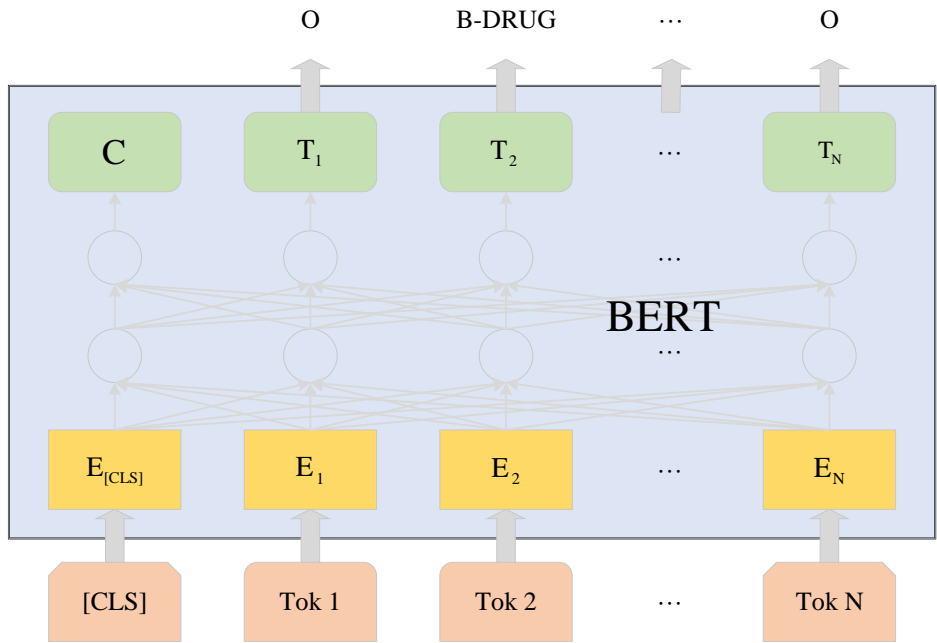 O B-DRUG … O
C T1 T2 … TN
…
BERT
…
E[CLS] E1 E2 … EN
[CLS] Tok 1 Tok 2 … Tok N